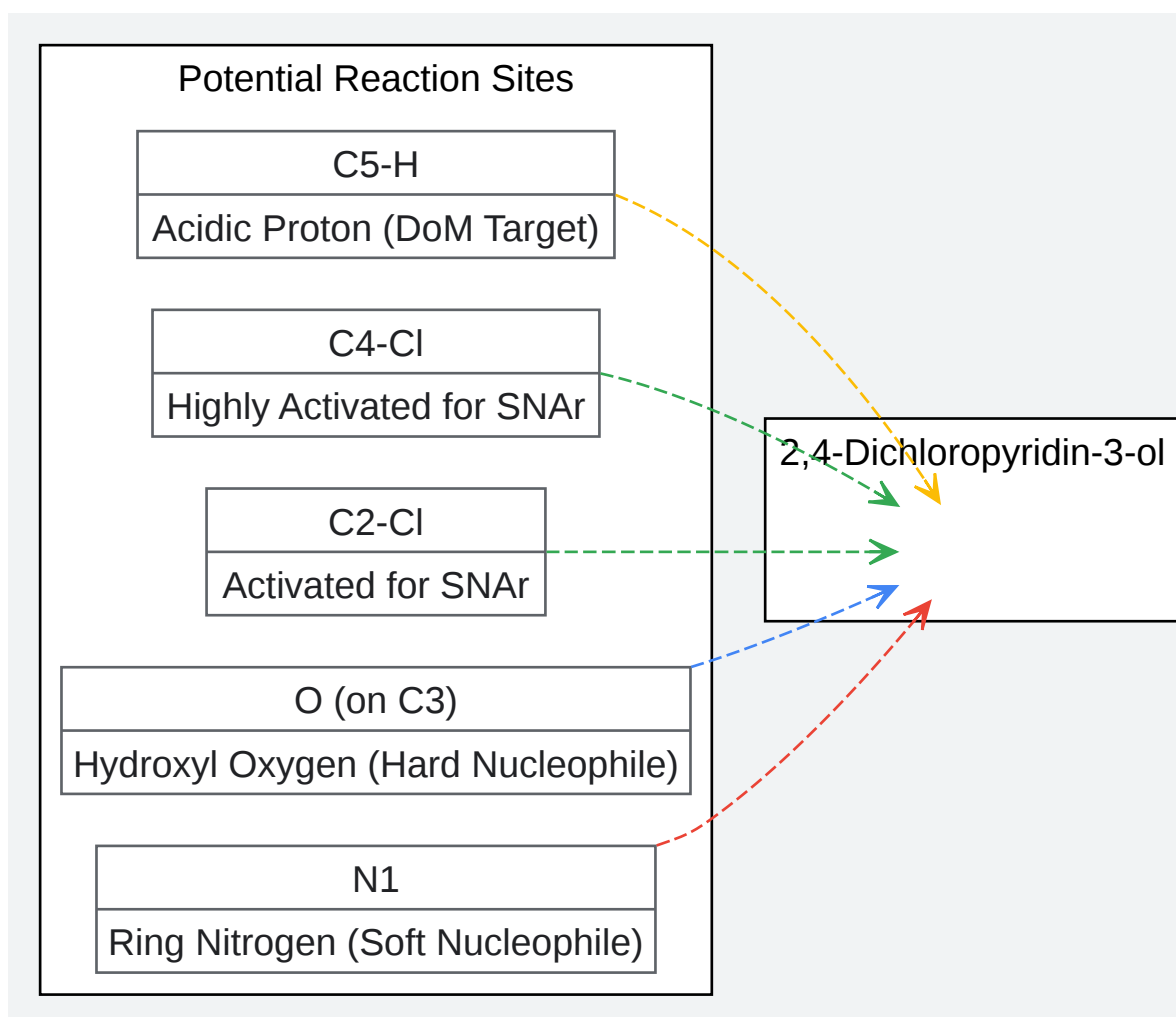 Potential Reaction Sites
C5-H
Acidic Proton (DoM Target)
C4-Cl
Highly Activated for SNAr
2,4-Dichloropyridin-3-ol
C2-Cl
Activated for SNAr
O (on C3)
Hydroxyl Oxygen (Hard Nucleophile)
N1
Ring Nitrogen (Soft Nucleophile)